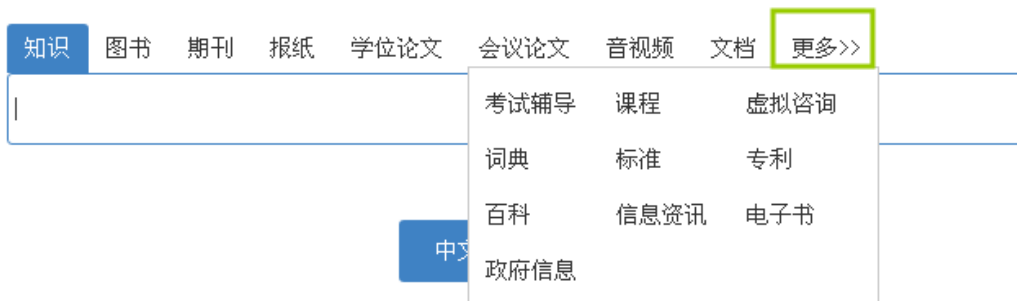 知识 图书 期刊 报纸 学位论文 会议论文 音视频 文档 更多>>
考试辅导 课程 虚拟咨询
词典 标准 专利
百科 信息资讯 电子书
中文
政府信息